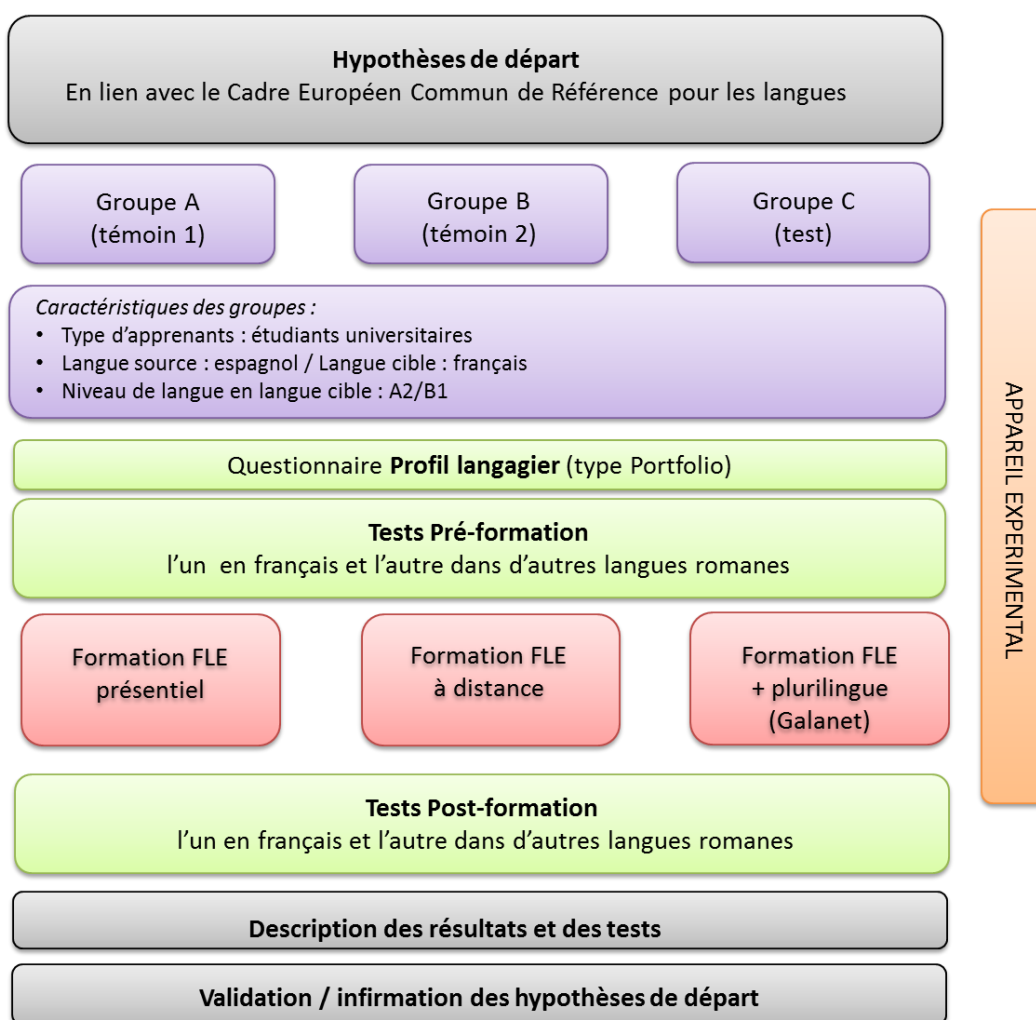 Hypothèses de départ
En lien avec le Cadre Européen Commun de Référence pour les langues
Groupe A
(témoin 1)
Groupe B
(témoin 2)
Groupe C
(test)
Caractéristiques des groupes :
• Type d’apprenants : étudiants universitaires
• Langue source : espagnol / Langue cible : français
• Niveau de langue en langue cible : A2/B1
Questionnaire Profil langagier (type Portfolio)
Tests Pré-formation
l’un en français et l’autre dans d’autres langues romanes
Formation FLE
présentiel
Formation FLE
à distance
Formation FLE
+ plurilingue
(Galanet)
Tests Post-formation
l’un en français et l’autre dans d’autres langues romanes
Description des résultats et des tests
Validation / infirmation des hypothèses de départ
APPAREIL EXPERIMENTAL